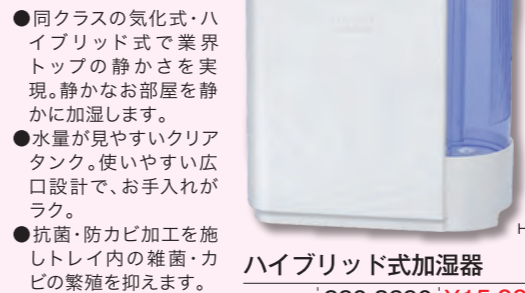 ●同クラスの気化式・ハ
イブリッド式で業界
トップの静かさを実
現。静かなお部屋を静
かに加湿します。
●水量が見やすいクリア
タンク。使いやすい広
口設計で、お手入れが
ラク。
●抗菌・防カビ加工を施
しトレイ内の雑菌・カ
ビの繁殖を抑えます。
H
ハイブリッド式加湿器